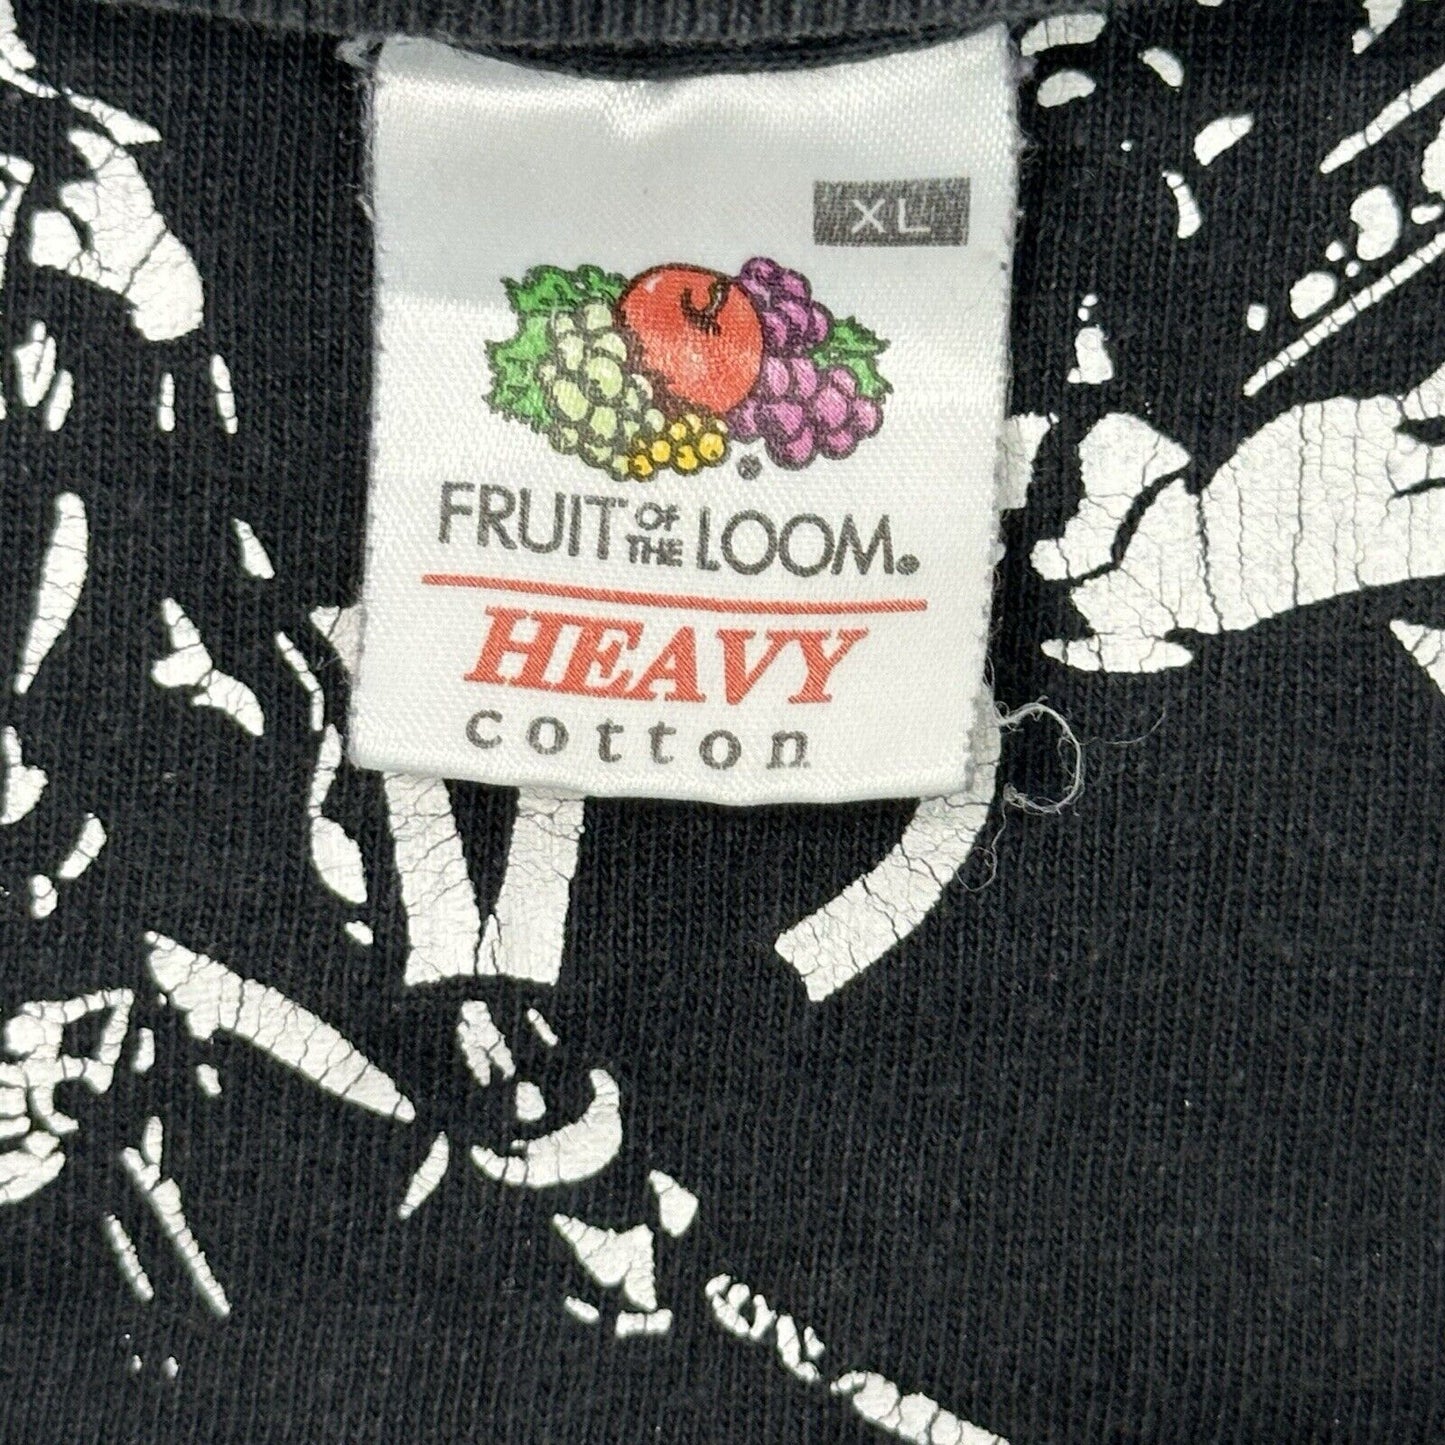 XL
®
FRUIT OF THE LOOM®
HEAVY
cotton